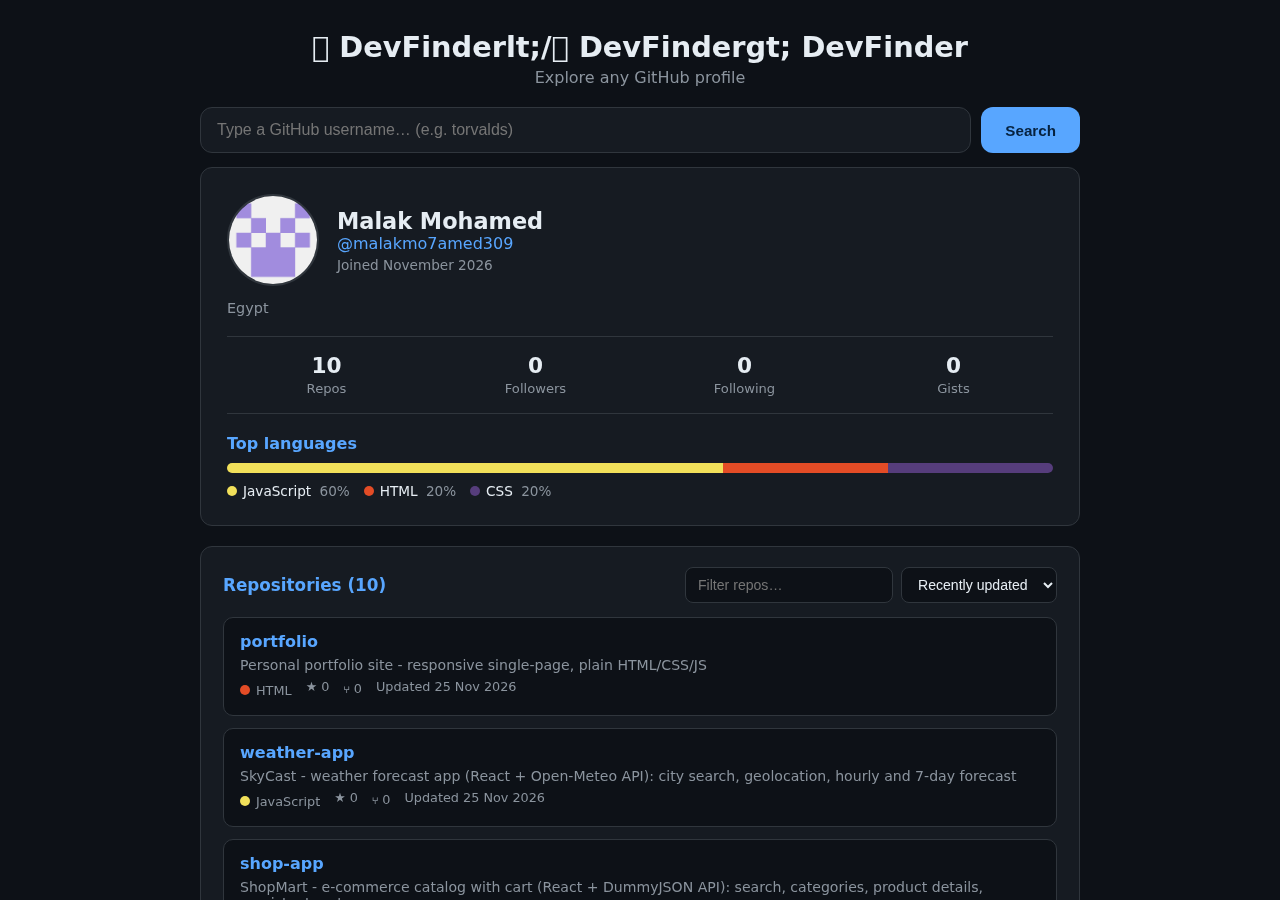 DevFinderlt;/ DevFindergt; DevFinder
Explore any GitHub profile
Type a GitHub username… (e.g. torvalds)
Search
Malak Mohamed
@malakmo7amed309
Joined November 2026
Egypt
10 0 0 0
Repos Followers Following Gists
Top languages
JavaScript 60% HTML 20% CSS 20%
Repositories (10) Filter repos… Recently updated
portfolio
Personal portfolio site - responsive single-page, plain HTML/CSS/JS
HTML ★ 0 ⑂ 0 Updated 25 Nov 2026
weather-app
SkyCast - weather forecast app (React + Open-Meteo API): city search, geolocation, hourly and 7-day forecast
JavaScript ★ 0 ⑂ 0 Updated 25 Nov 2026
shop-app
ShopMart - e-commerce catalog with cart (React + DummyJSON API): search, categories, product details,